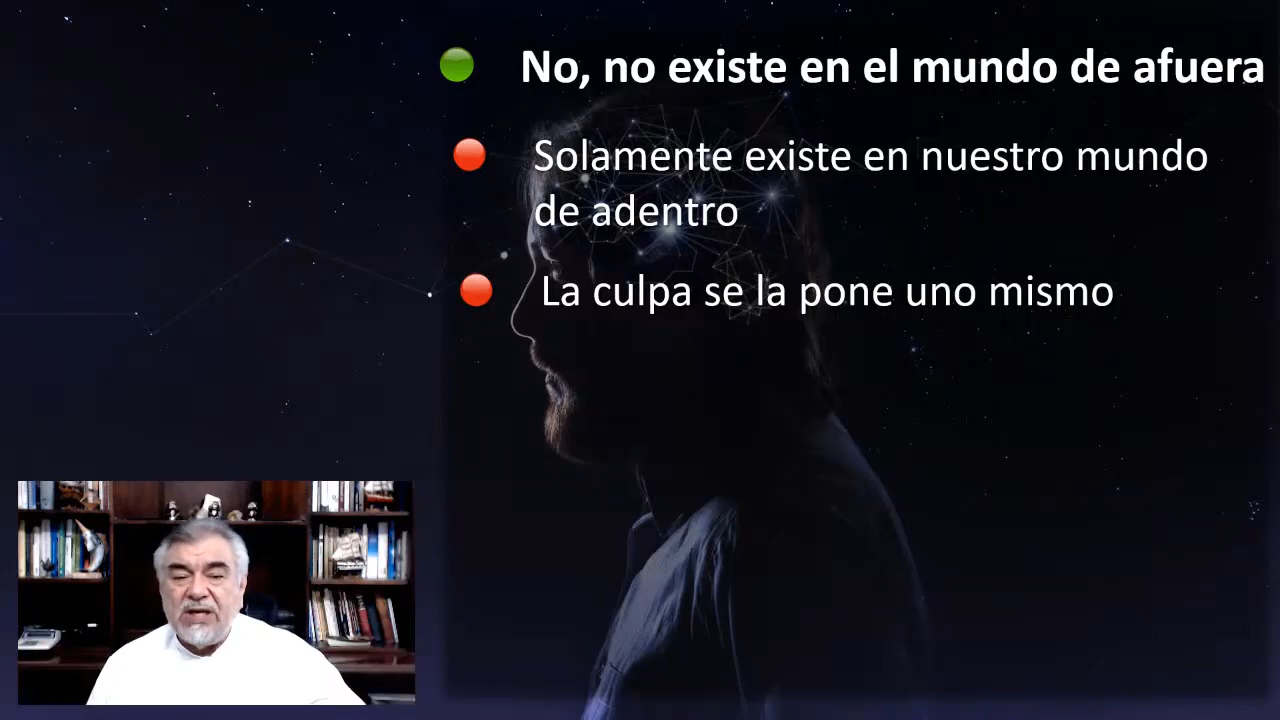 No, no existe en el mundo de afuera
Solamente existe en nuestro mundo
de adentro
La culpa se la pone uno mismo